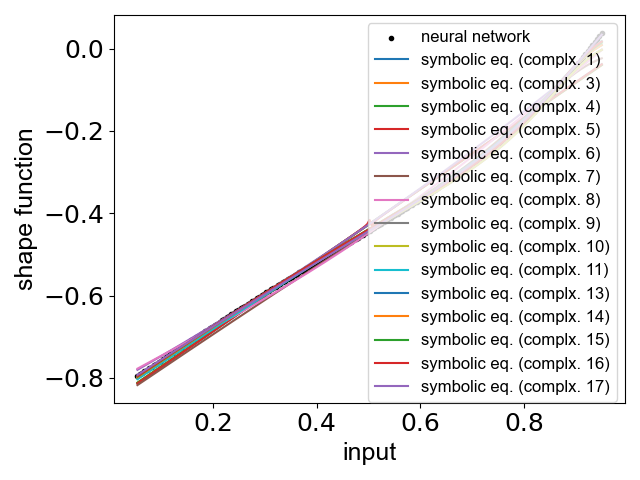 shape function
0.0
−0.2
−0.4
−0.6
−0.8
neural network
symbolic eq. (complx. 1)
symbolic eq. (complx. 3)
symbolic eq. (complx. 4)
symbolic eq. (complx. 5)
symbolic eq. (complx. 6)
symbolic eq. (complx. 7)
symbolic eq. (complx. 8)
symbolic eq. (complx. 9)
symbolic eq. (complx. 10)
symbolic eq. (complx. 11)
symbolic eq. (complx. 13)
symbolic eq. (complx. 14)
symbolic eq. (complx. 15)
symbolic eq. (complx. 16)
symbolic eq. (complx. 17)
0.2 0.4 0.6 0.8
input